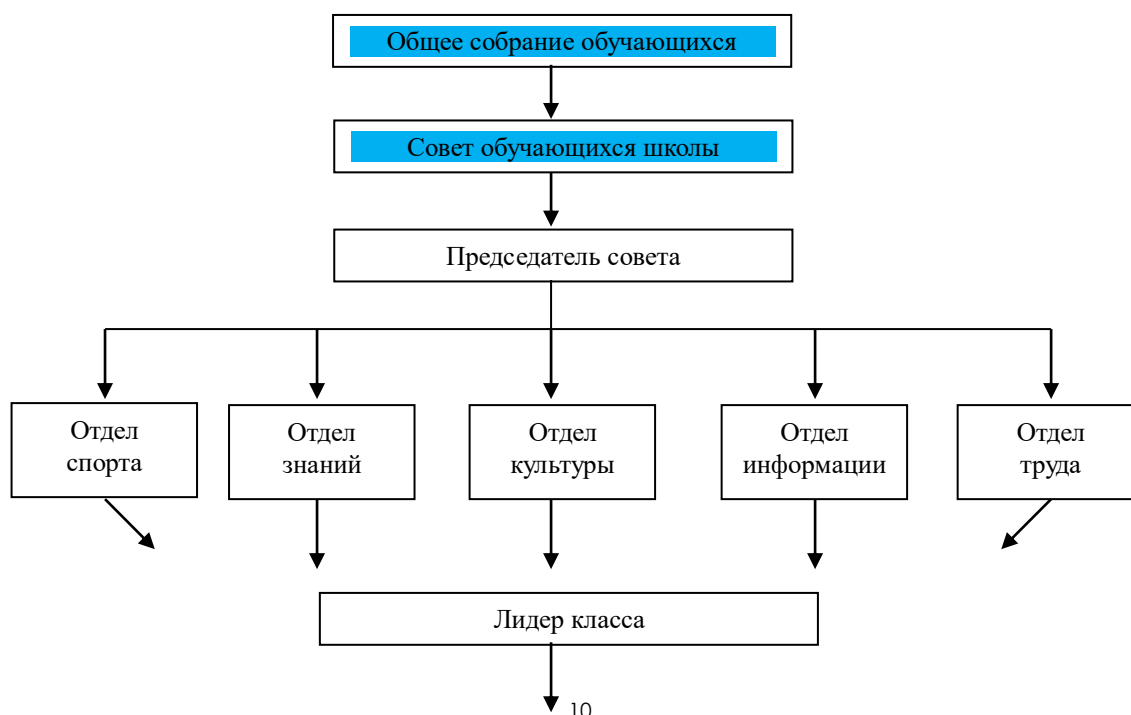 Общее собрание обучающихся
Совет обучающихся школы
Председатель совета
Отдел
спорта
Отдел
знаний
Отдел
культуры
Отдел
информации
Отдел
труда
Лидер класса
10